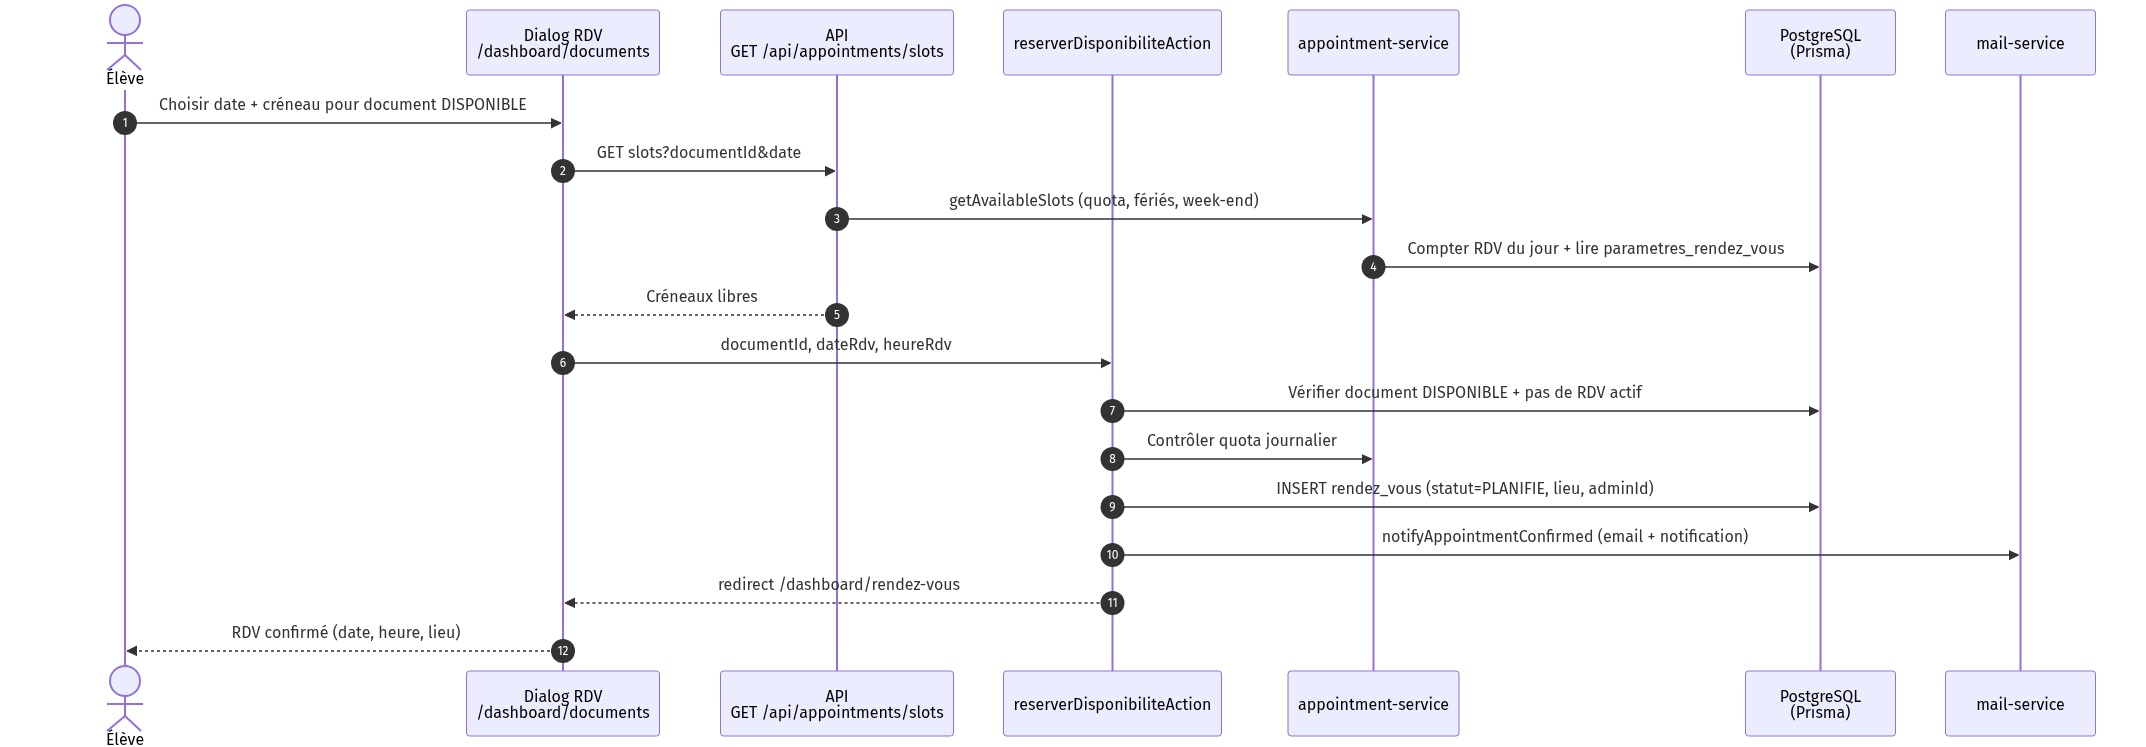 Élève
Dialog RDV
/dashboard/documents
API
GET /api/appointments/slots
reserverDisponibiliteAction
appointment-service
PostgreSQL
(Prisma)
mail-service
Choisir date + créneau pour document DISPONIBLE
1
GET slots?documentId&date
2
getAvailableSlots (quota, fériés, week-end)
3
Compter RDV du jour + lire parametres_rendez_vous
4
Créneaux libres
5
documentId, dateRdv, heureRdv
6
Vérifier document DISPONIBLE + pas de RDV actif
7
Contrôler quota journalier
8
INSERT rendez_vous (statut=PLANIFIE, lieu, adminId)
9
notifyAppointmentConfirmed (email + notification)
10
redirect /dashboard/rendez-vous
11
RDV confirmé (date, heure, lieu)
12
Élève
Dialog RDV
/dashboard/documents
API
GET /api/appointments/slots
reserverDisponibiliteAction
appointment-service
PostgreSQL
(Prisma)
mail-service